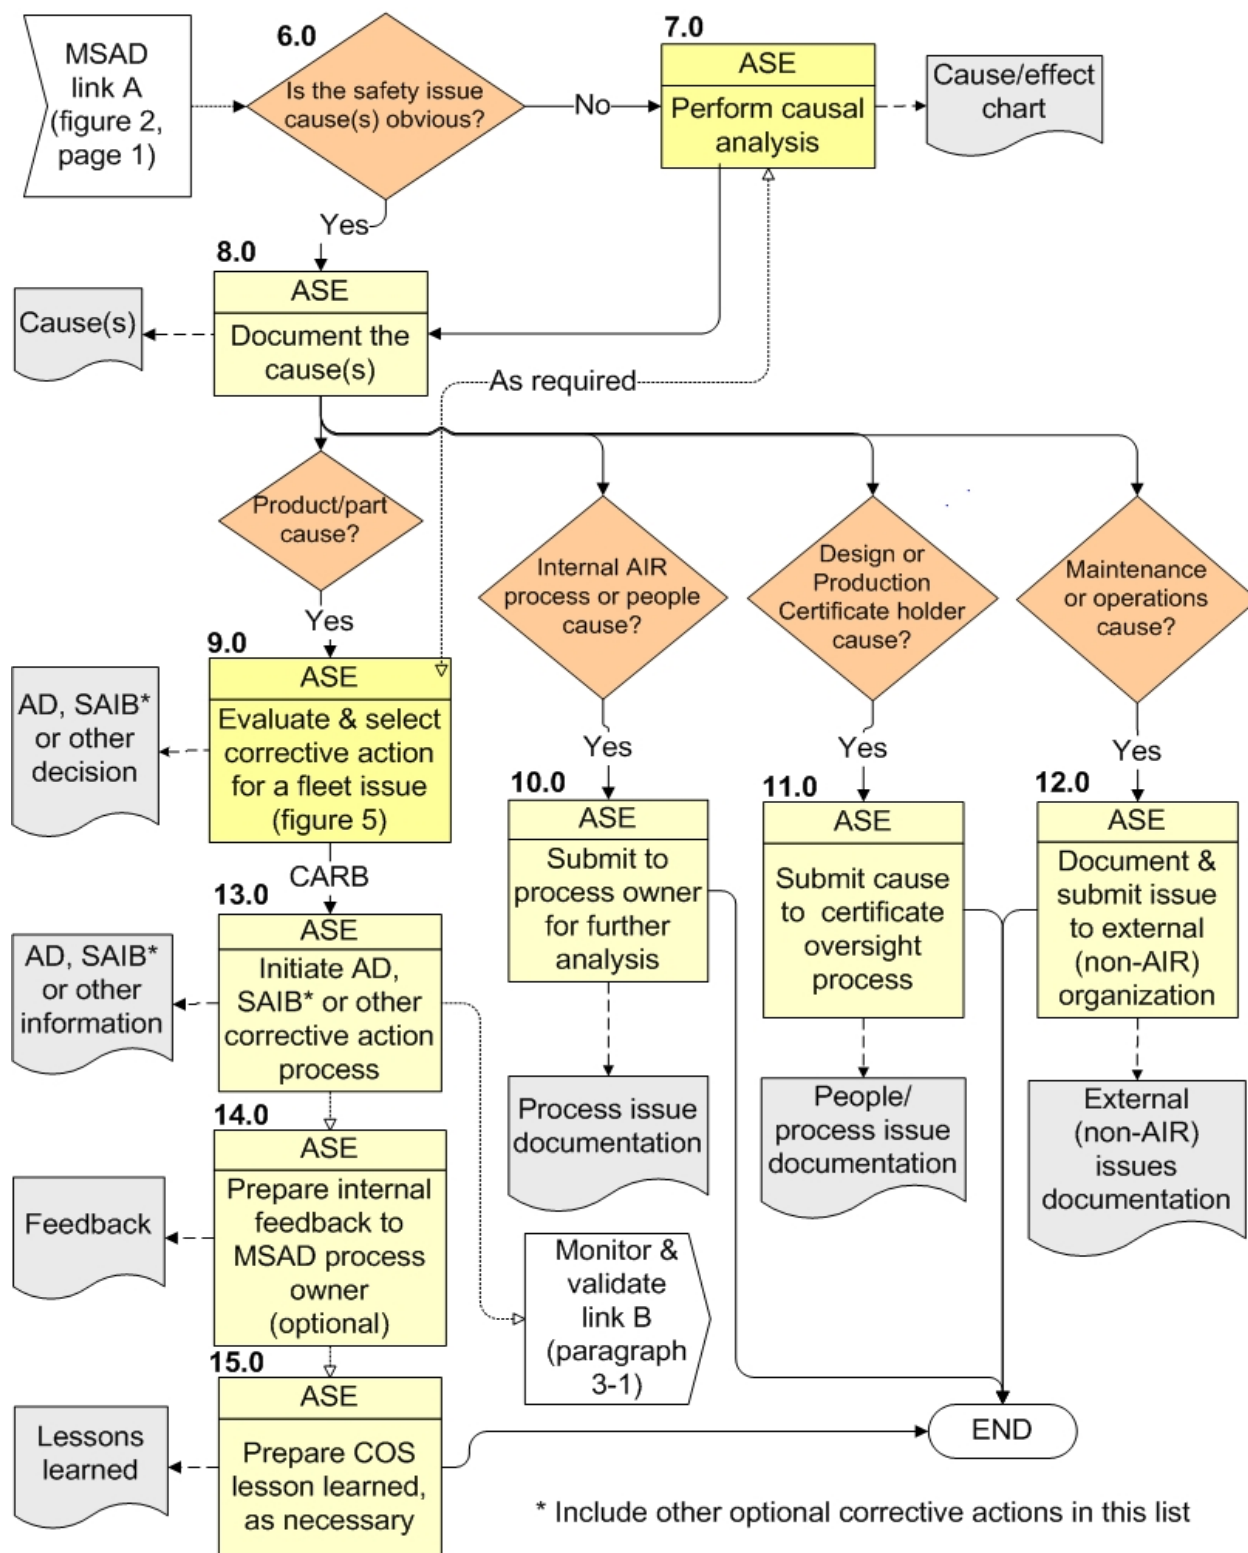 MSAD
link A
(figure 2,
page 1)
6.0
Is the safety issue
cause(s) obvious?
No
7.0
ASE
Perform causal
analysis
Cause/effect
chart
Yes
8.0
ASE
Document the
cause(s)
Cause(s)
As required
Product/part
cause?
Internal AIR
process or people
cause?
Design or
Production
Certificate holder
cause?
Maintenance
or operations
cause?
Yes
9.0
ASE
Evaluate & select
corrective action
for a fleet issue
(figure 5)
AD, SAIB*
or other
decision
Yes
10.0
ASE
Submit to
process owner
for further
analysis
Yes
11.0
ASE
Submit cause
to certificate
oversight
process
Yes
12.0
ASE
Document &
submit issue
to external
(non-AIR)
organization
CARB
13.0
ASE
Initiate AD,
SAIB* or other
corrective action
process
AD, SAIB*
or other
information
Process issue
documentation
People/
process issue
documentation
External
(non-AIR)
issues
documentation
14.0
ASE
Prepare internal
feedback to
MSAD process
owner
(optional)
Feedback
Monitor &
validate
link B
(paragraph
3-1)
15.0
ASE
Prepare COS
lesson learned,
as necessary
Lessons
learned
END
* Include other optional corrective actions in this list